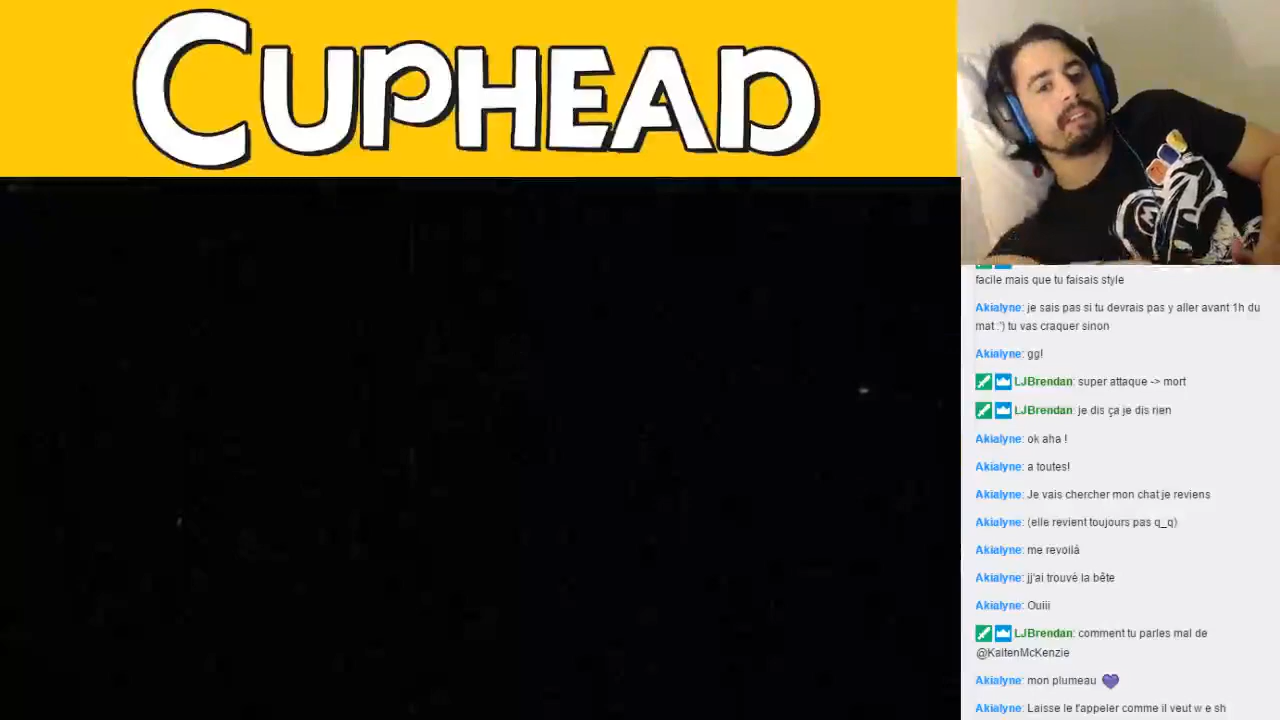 CUPHEAD
facile mais que tu faisais style
Akialyne: je sais pas si tu devrais pas y aller avant 1h du
mat :') tu vas craquer sinon
Akialyne: gg!
LJBrendan: super attaque -> mort
LJBrendan: je dis ça je dis rien
Akialyne: ok aha !
Akialyne: a toutes!
Akialyne: Je vais chercher mon chat je reviens
Akialyne: (elle revient toujours pas q_q)
Akialyne: me revoilà
Akialyne: jj'ai trouvé la bête
Akialyne: Ouiii
LJBrendan: comment tu parles mal de
@KaitenMcKenzie
Akialyne: mon plumeau 💜
Akialyne: Laisse le t'appeler comme il veut w e sh